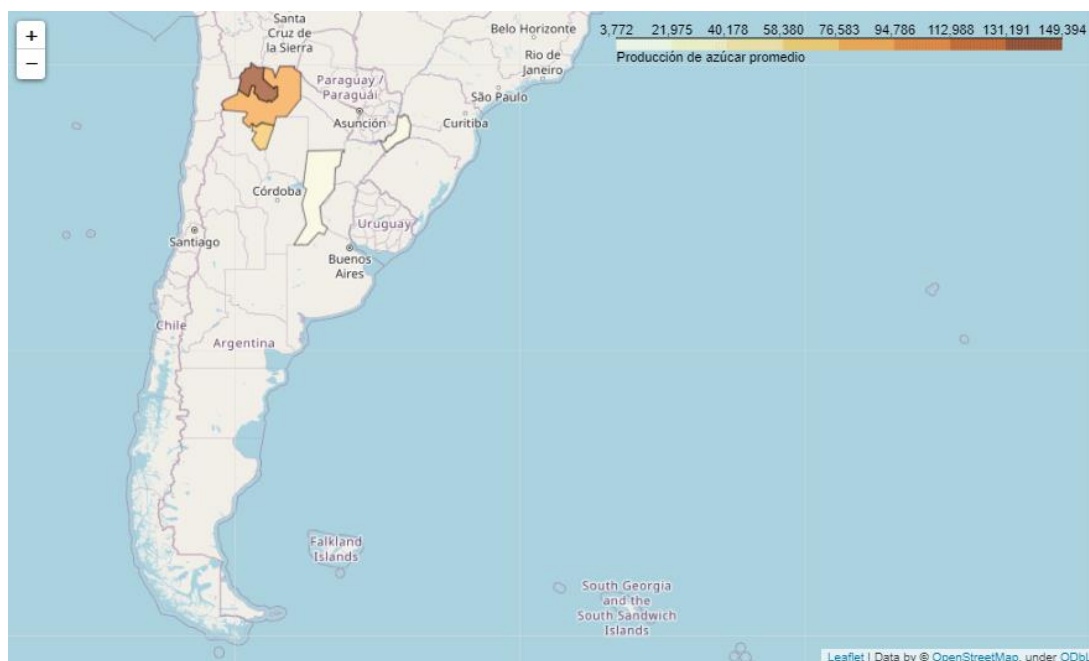 +
−
3,772 21,975 40,178 58,380 76,583 94,786 112,988 131,191 149,394
Producción de azúcar promedio
Santa
Cruz de
la Sierra
Belo Horizonte
Rio de
Janeiro
Paraguay /
Paraguái
São Paulo
Asunción
Curitiba
Córdoba
Uruguay
Santiago
Buenos
Aires
Chile
Argentina
Falkland
Islands
South Georgia
and the
South Sandwich
Islands
Leaflet | Data by © OpenStreetMap, under ODbL